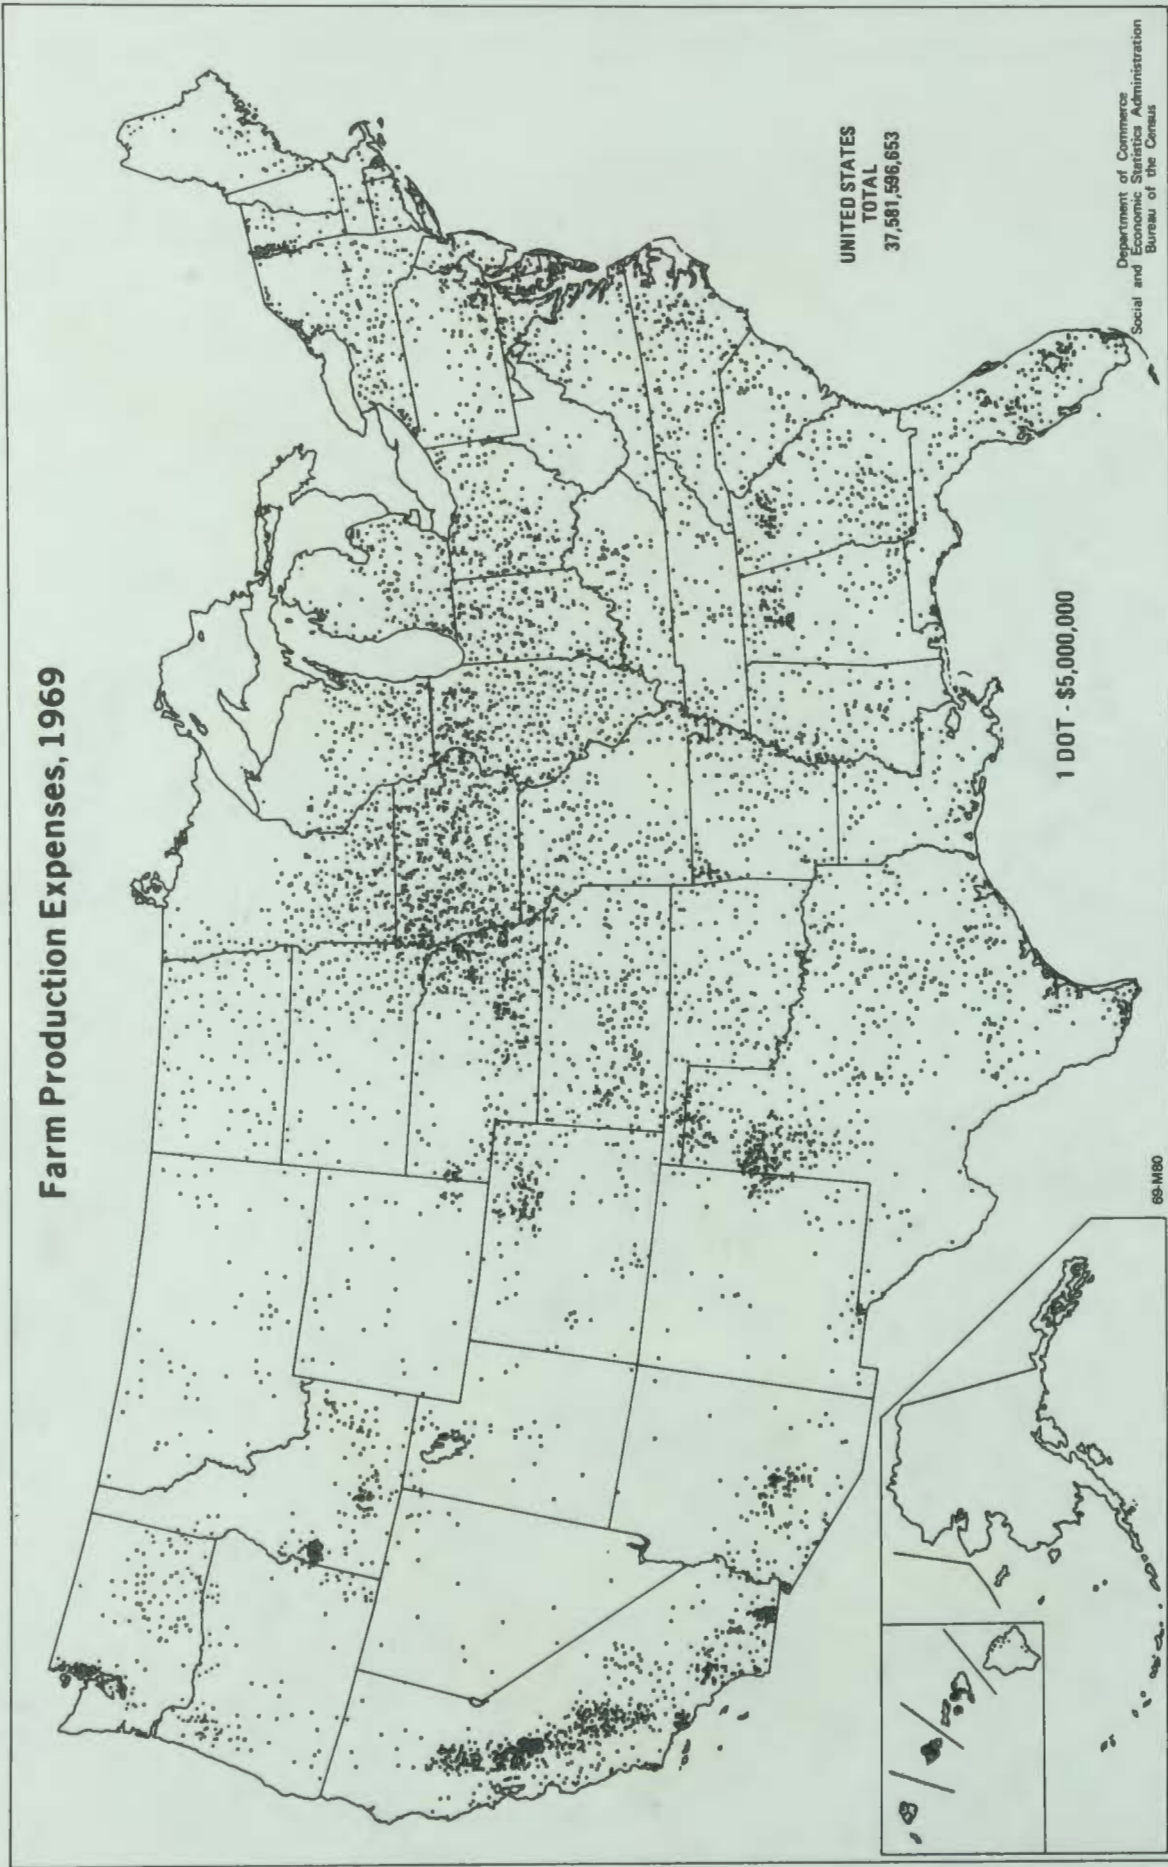 Farm Production Expenses, 1969
UNITED STATES
TOTAL
37,581,596,653
1 DOT - $5,000,000
69-M80
Department of Commerce
Social and Economic Statistics Administration
Bureau of the Census